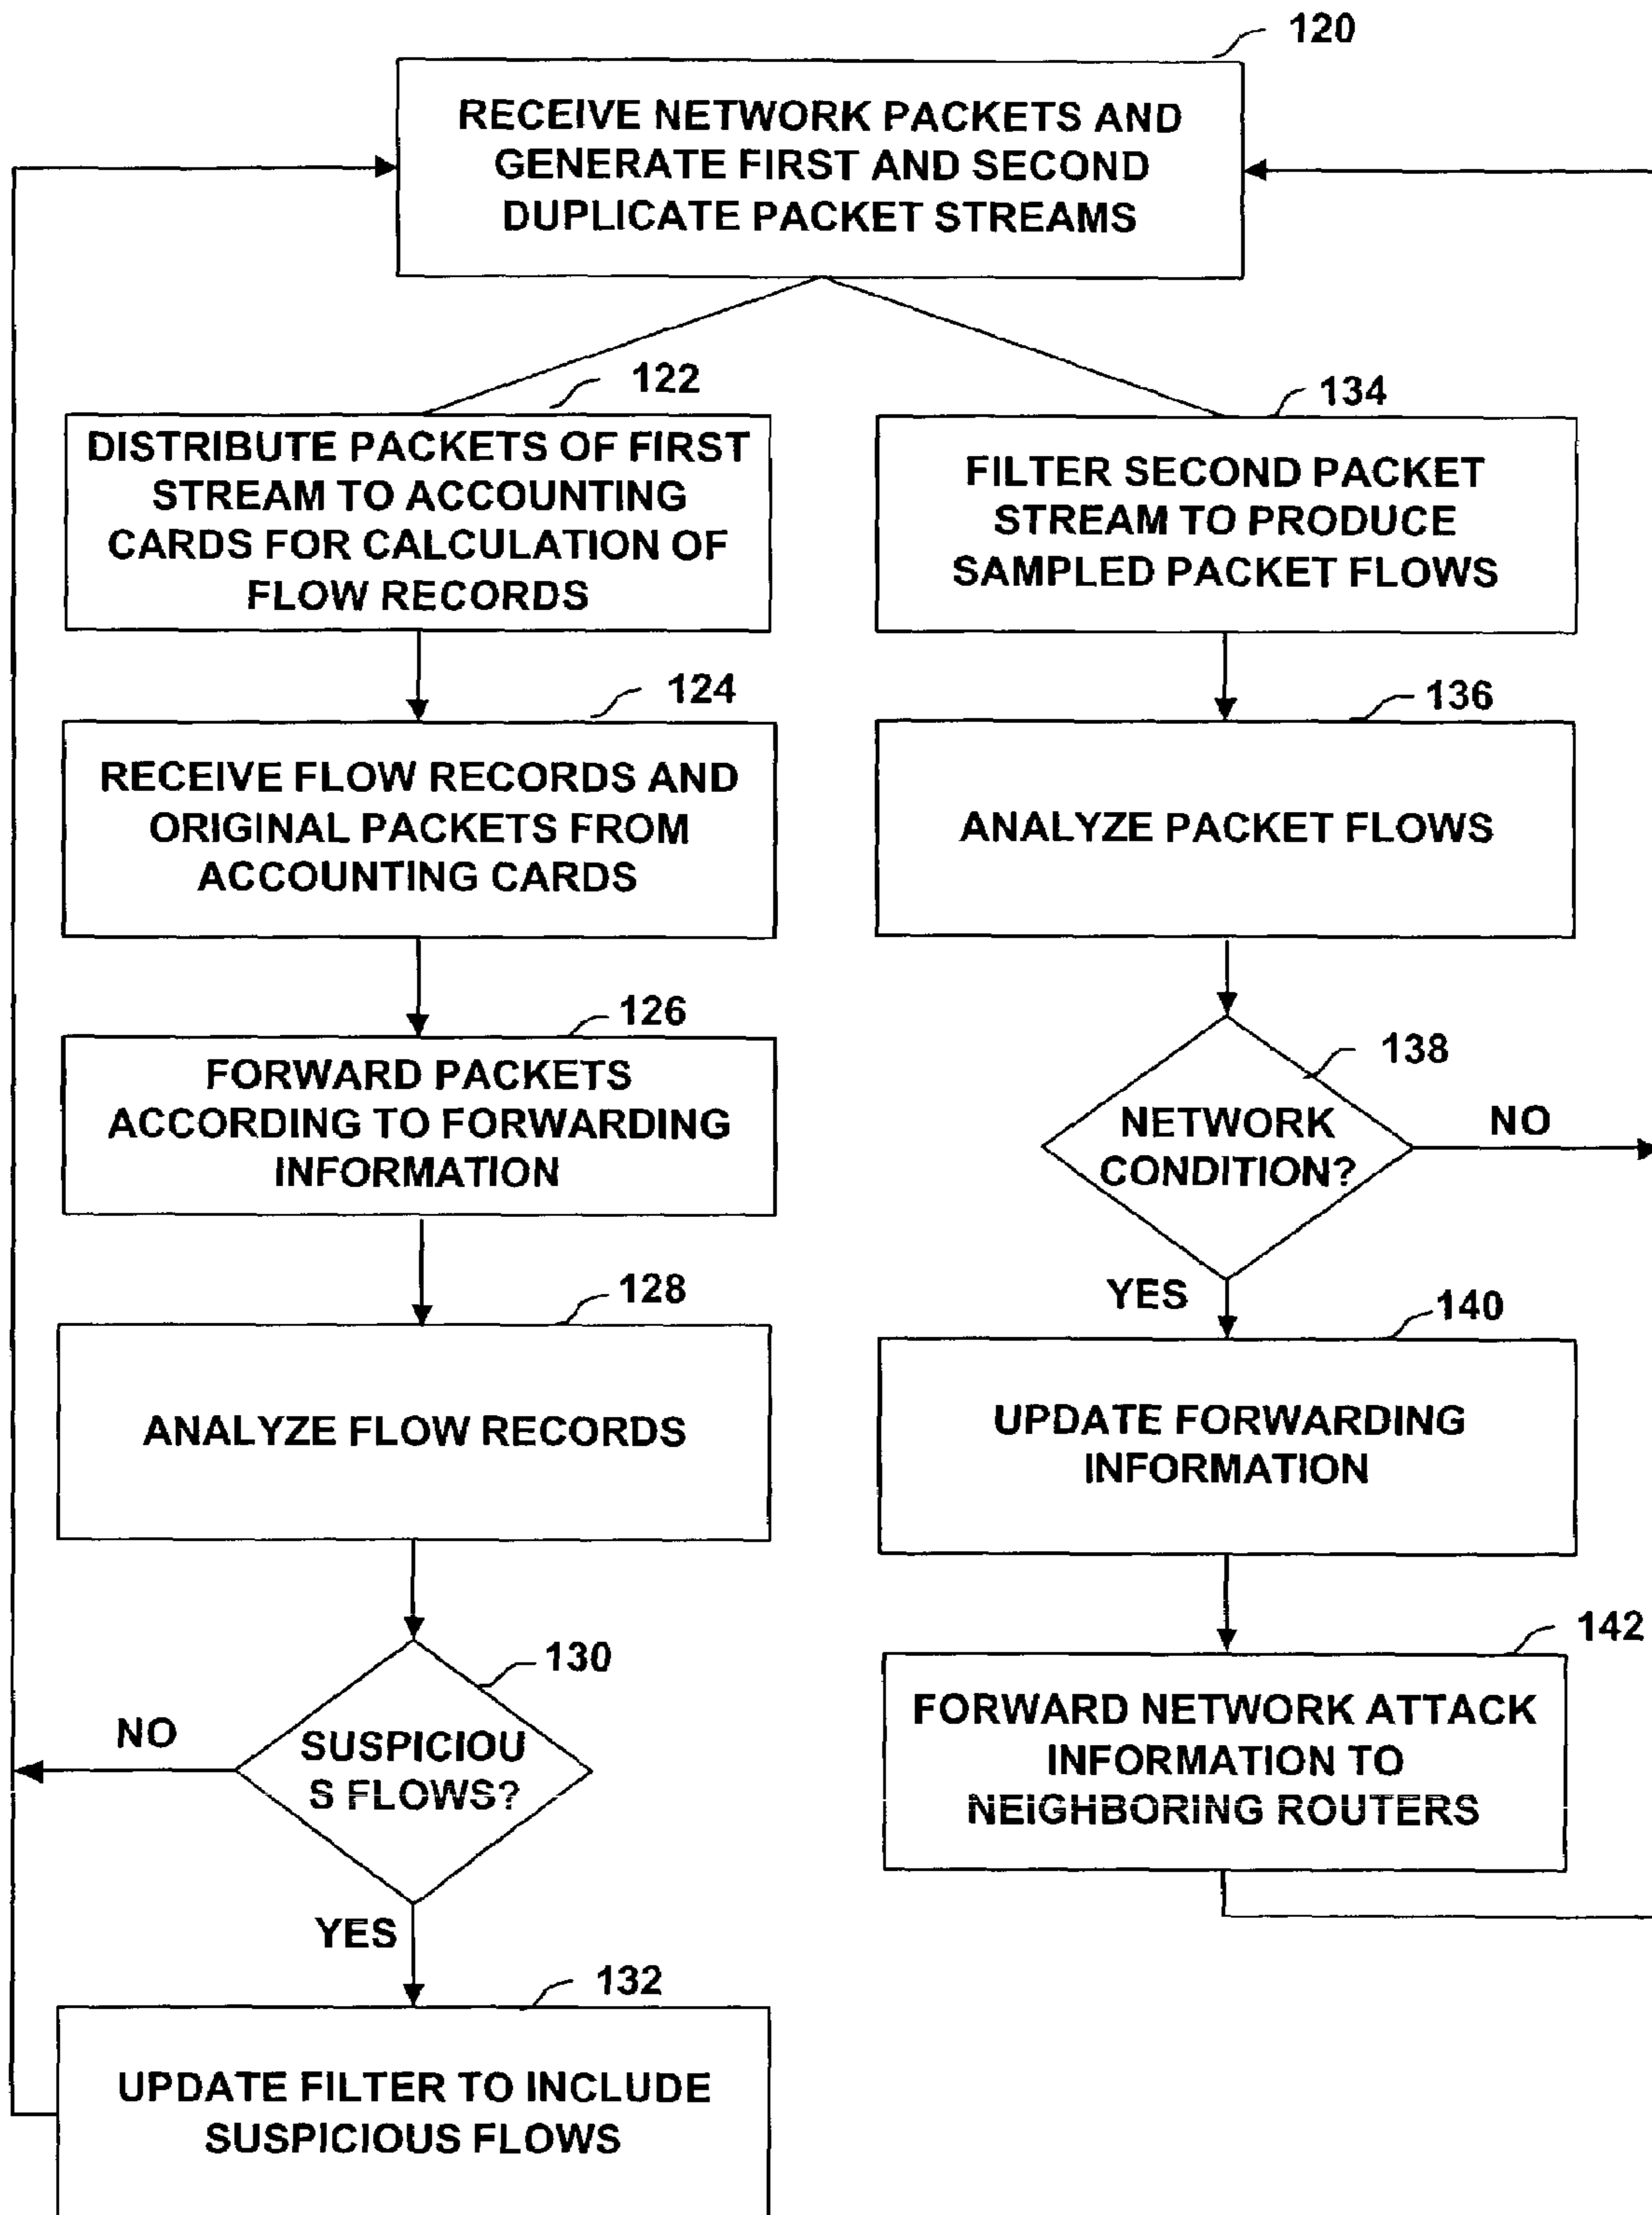 120
RECEIVE NETWORK PACKETS AND
GENERATE FIRST AND SECOND
DUPLICATE PACKET STREAMS
122
DISTRIBUTE PACKETS OF FIRST
STREAM TO ACCOUNTING
CARDS FOR CALCULATION OF
FLOW RECORDS
124
RECEIVE FLOW RECORDS AND
ORIGINAL PACKETS FROM
ACCOUNTING CARDS
126
FORWARD PACKETS
ACCORDING TO FORWARDING
INFORMATION
128
ANALYZE FLOW RECORDS
130
SUSPICIOU
S FLOWS?
NO
YES
132
UPDATE FILTER TO INCLUDE
SUSPICIOUS FLOWS
134
FILTER SECOND PACKET
STREAM TO PRODUCE
SAMPLED PACKET FLOWS
136
ANALYZE PACKET FLOWS
138
NETWORK
CONDITION?
NO
YES
140
UPDATE FORWARDING
INFORMATION
142
FORWARD NETWORK ATTACK
INFORMATION TO
NEIGHBORING ROUTERS